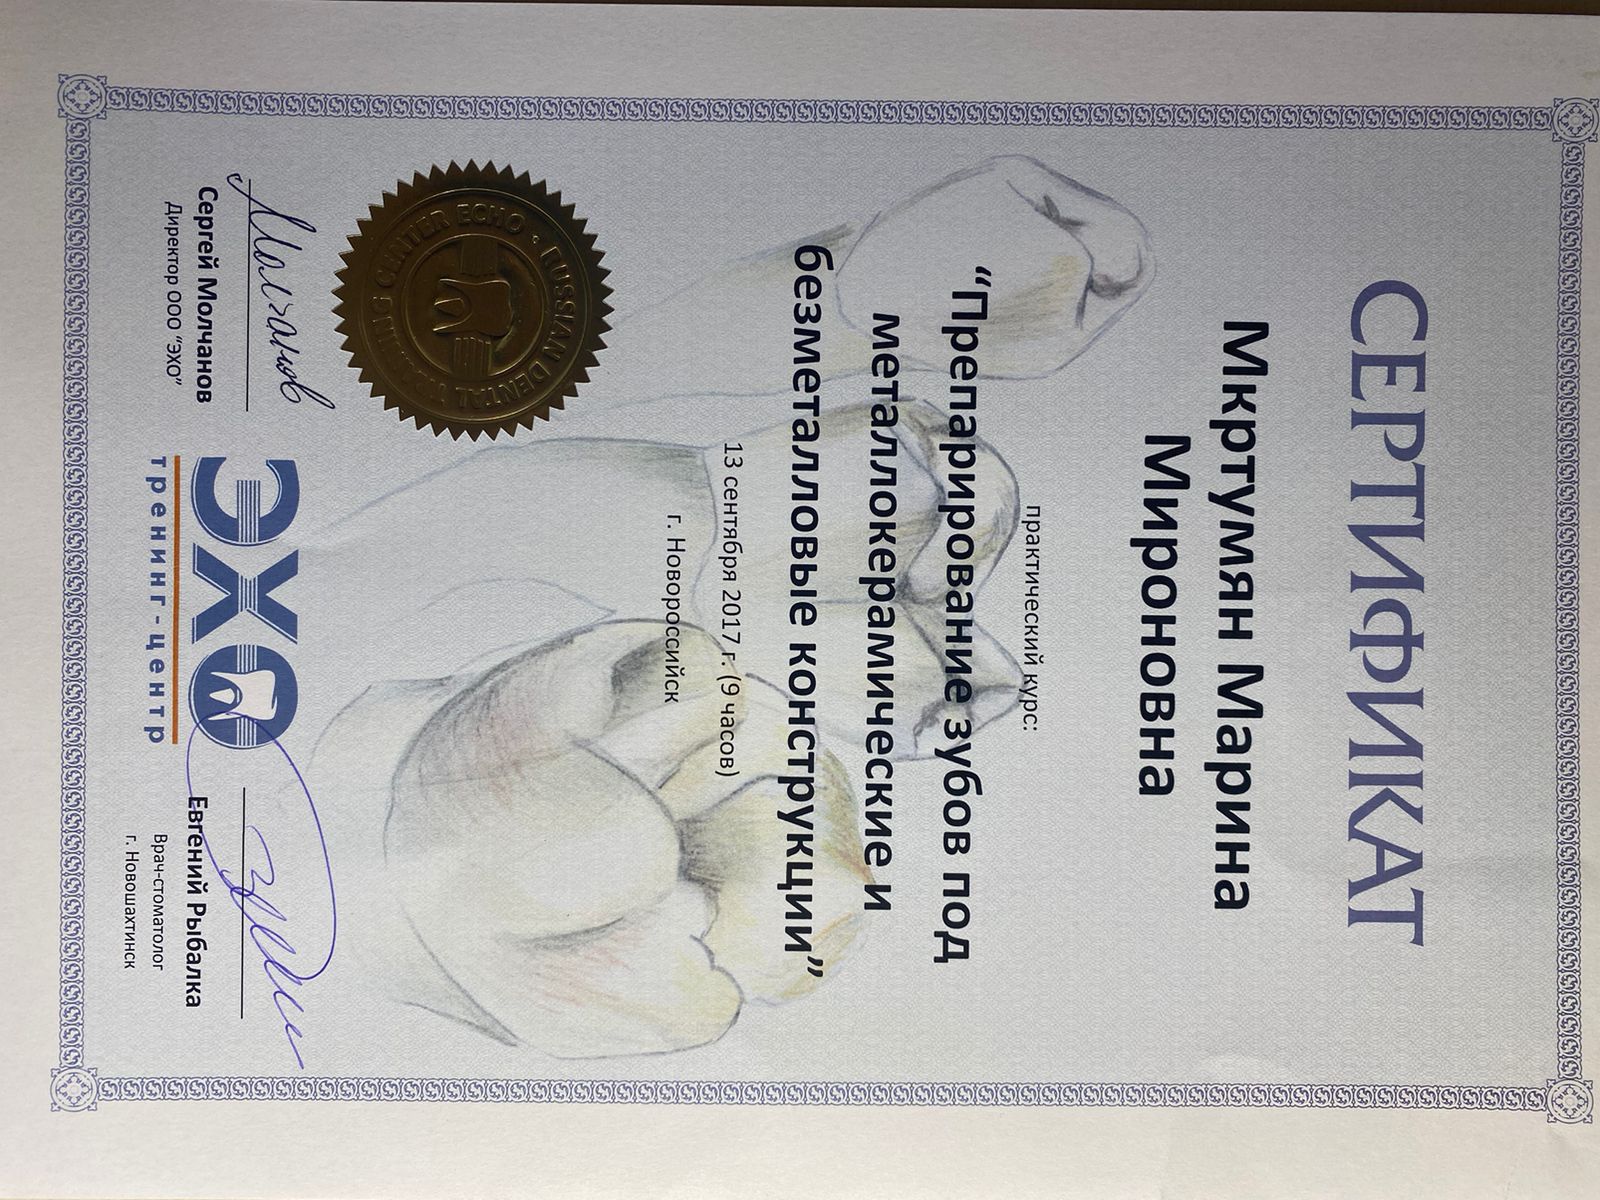 СЕРТИФИКАТ
Мкртумян Марина
Мироновна
практический курс:
“Препарирование зубов под
металлокерамические и
безметалловые конструкции”
13 сентября 2017 г. (9 часов)
г. Новороссийск
RUSSIAN DENTAL TRAINING CENTER ECHO
Молчанов
Сергей Молчанов
Директор ООО “ЭХО”
ЭХО
тренинг-центр
Евгений Рыбалка
Врач-стоматолог
г. Новошахтинск